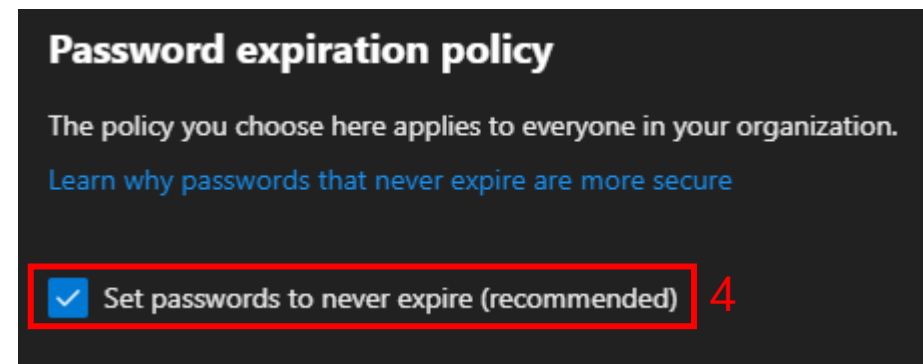 Password expiration policy
The policy you choose here applies to everyone in your organization.
Learn why passwords that never expire are more secure
Set passwords to never expire (recommended) 4